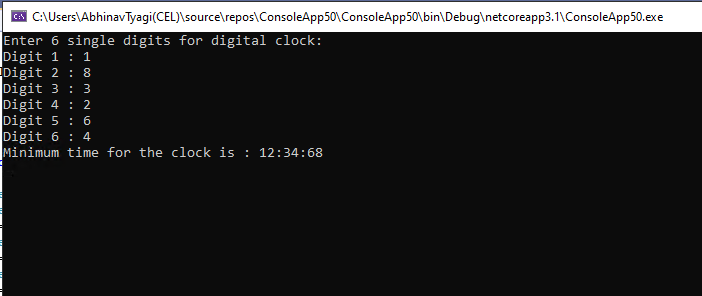 C:\Users\AbhinavTyagi(CEL)\source\repos\ConsoleApp50\ConsoleApp50\bin\Debug\netcoreapp3.1\ConsoleApp50.exe
Enter 6 single digits for digital clock:
Digit 1 : 1
Digit 2 : 8
Digit 3 : 3
Digit 4 : 2
Digit 5 : 6
Digit 6 : 4
Minimum time for the clock is : 12:34:68